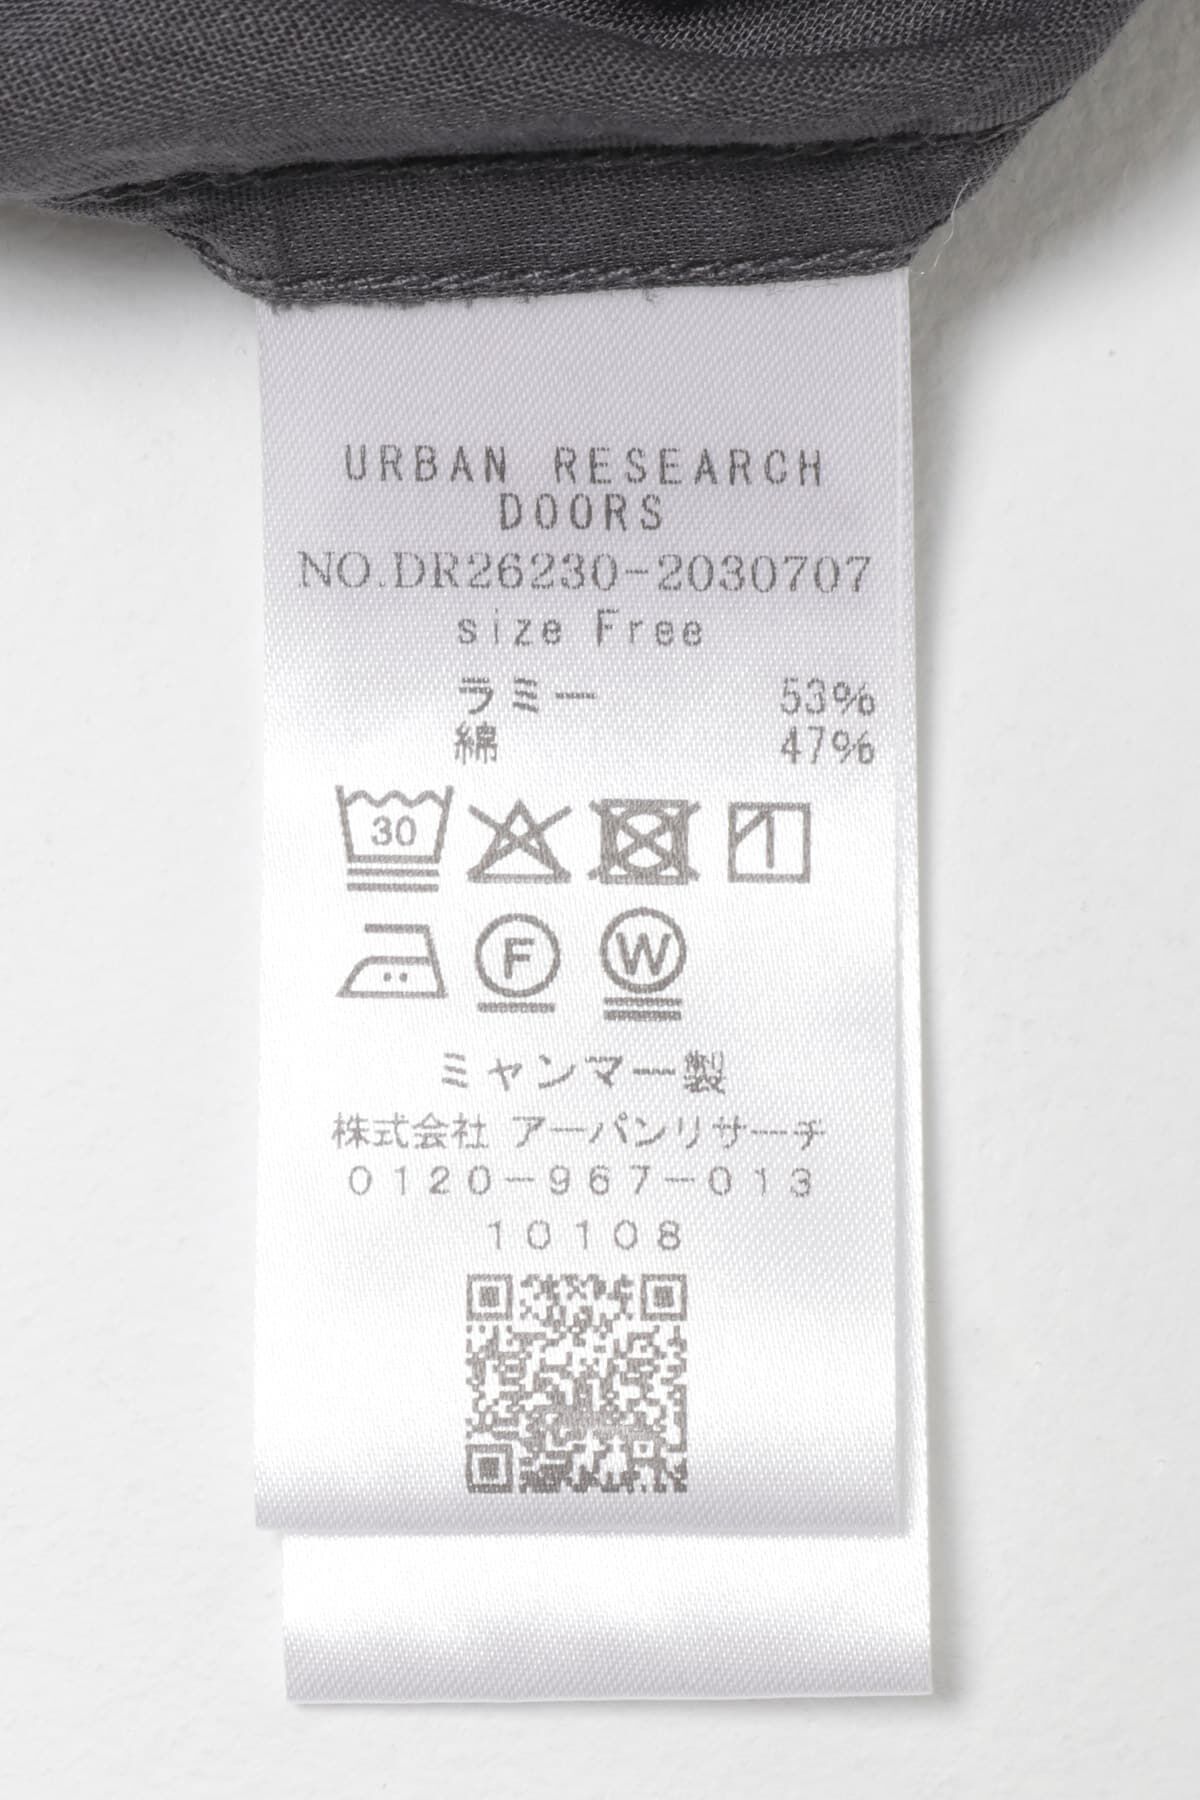 URBAN RESEARCH
DOORS
NO.DR26230-2030707
size Free
ラミー 53%
綿 47%
30
F W
ミャンマー製
株式会社 アーバンリサーチ
0120-967-013
10108